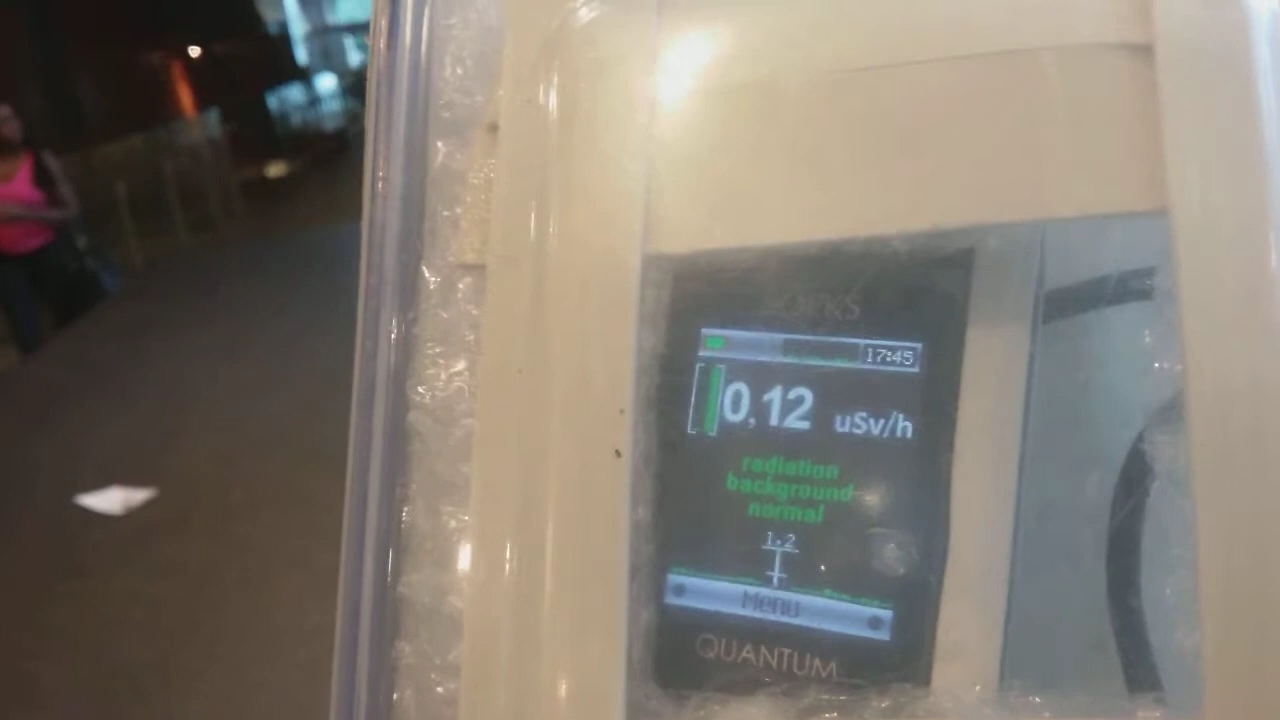 17:45
0,12 uSv/h
radiation
background
normal
1.2
Menu
QUANTUM